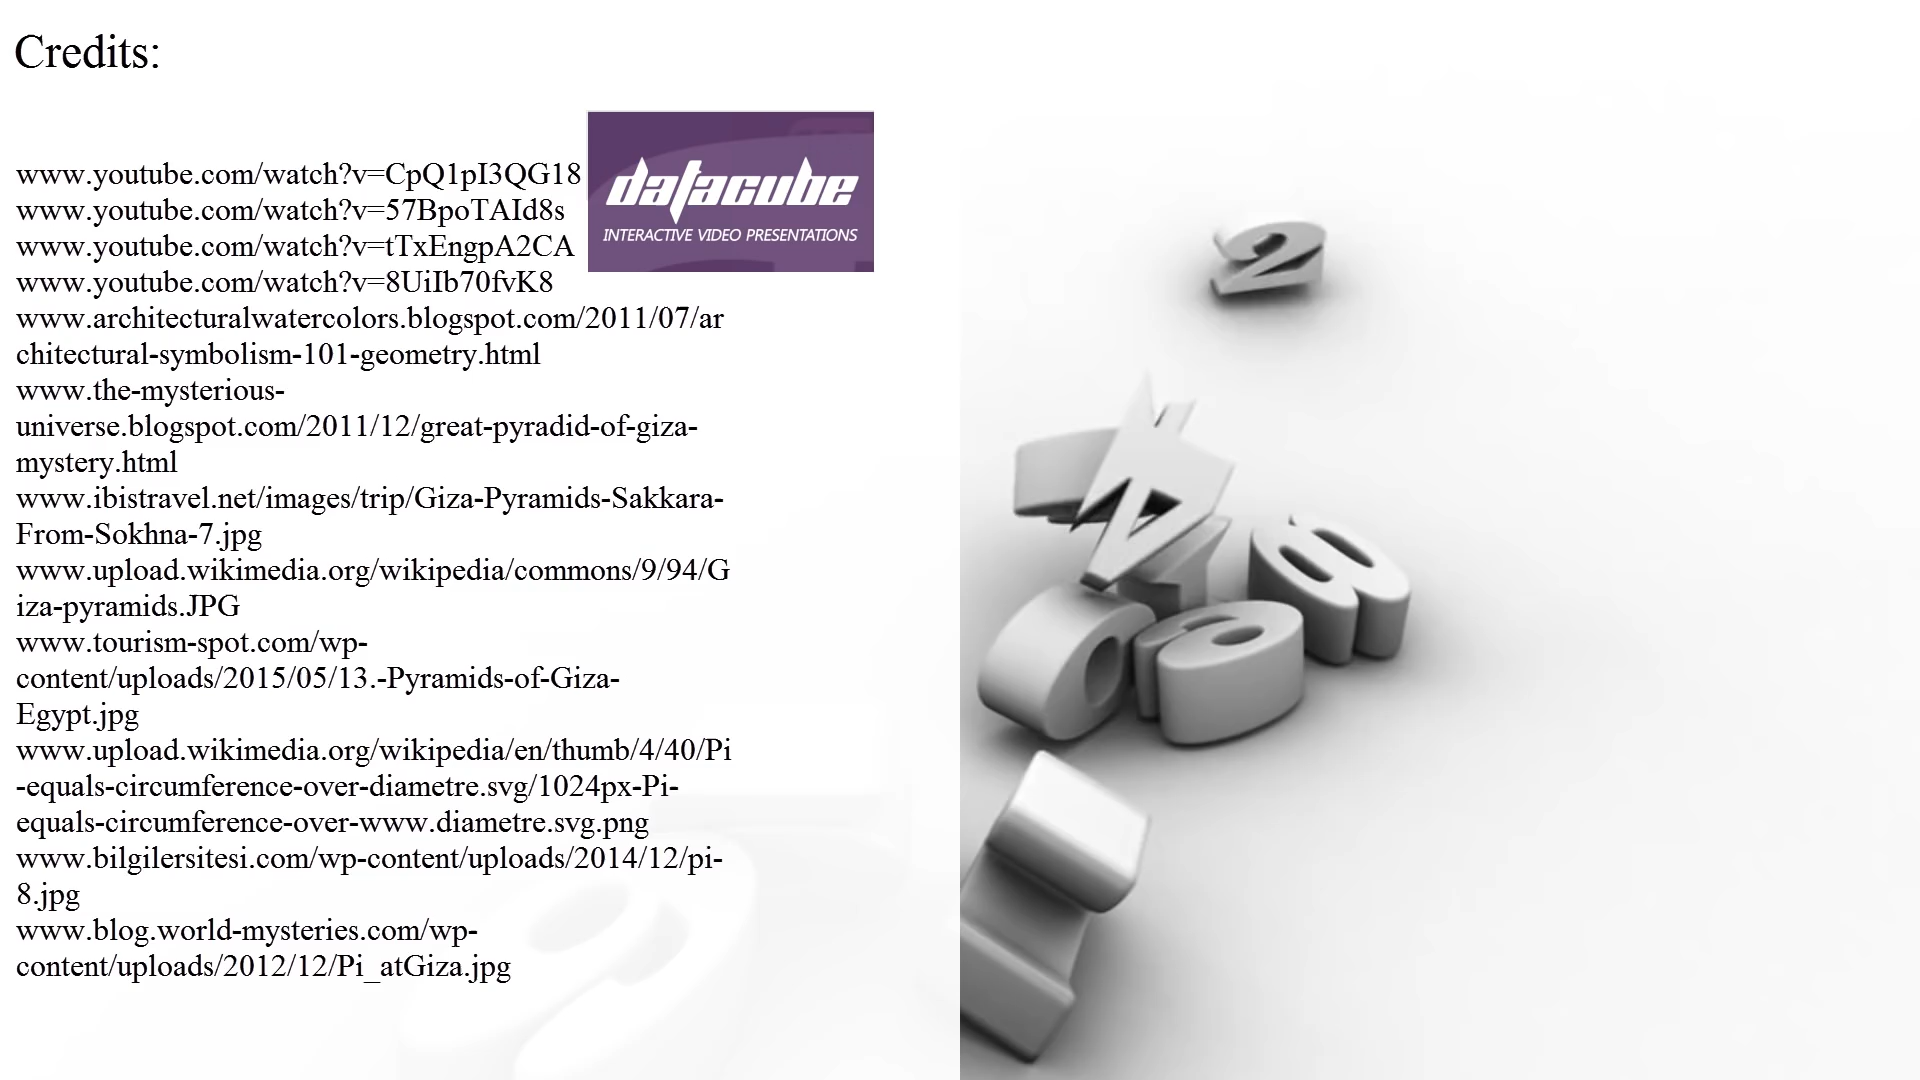 Credits:
www.youtube.com/watch?v=CpQ1pI3QG18
www.youtube.com/watch?v=57BpoTAId8s
www.youtube.com/watch?v=tTxEngpA2CA
www.youtube.com/watch?v=8UiIb70fvK8
www.architecturalwatercolors.blogspot.com/2011/07/ar
chitectural-symbolism-101-geometry.html
www.the-mysterious-
universe.blogspot.com/2011/12/great-pyradid-of-giza-
mystery.html
www.ibistravel.net/images/trip/Giza-Pyramids-Sakkara-
From-Sokhna-7.jpg
www.upload.wikimedia.org/wikipedia/commons/9/94/G
iza-pyramids.JPG
www.tourism-spot.com/wp-
content/uploads/2015/05/13.-Pyramids-of-Giza-
Egypt.jpg
www.upload.wikimedia.org/wikipedia/en/thumb/4/40/Pi
-equals-circumference-over-diametre.svg/1024px-Pi-
equals-circumference-over-www.diametre.svg.png
www.bilgilersitesi.com/wp-content/uploads/2014/12/pi-
8.jpg
www.blog.world-mysteries.com/wp-
content/uploads/2012/12/Pi_atGiza.jpg
datacube
INTERACTIVE VIDEO PRESENTATIONS
2
4
8
0
6